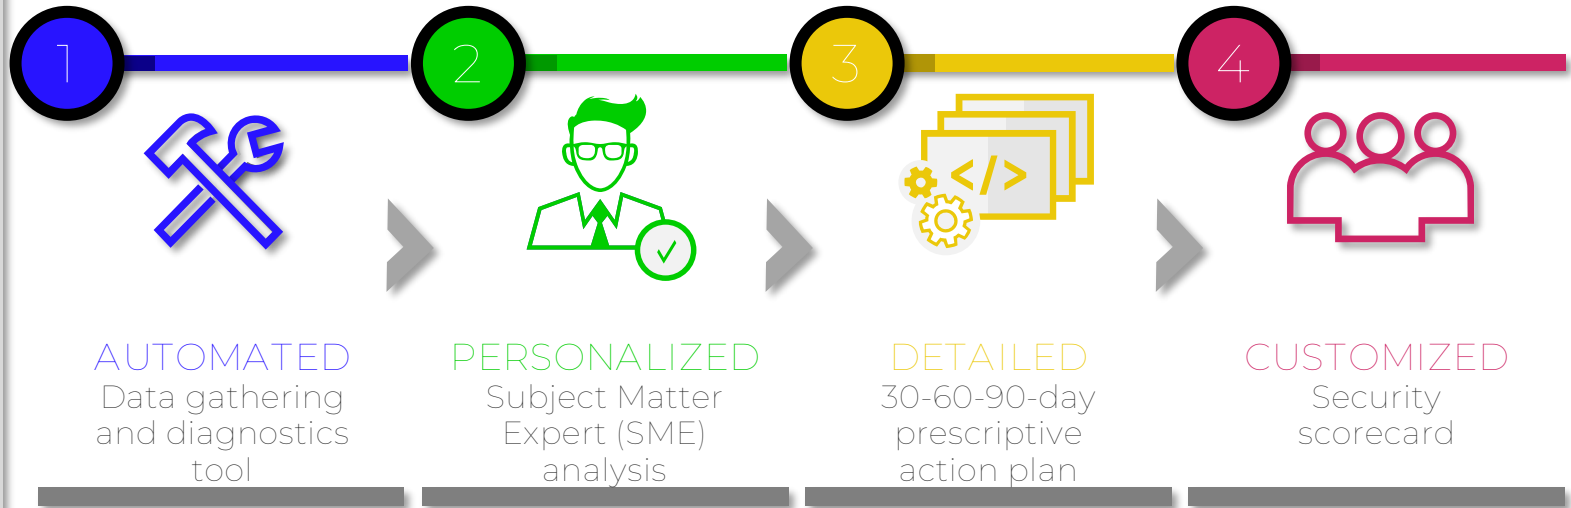 1
2
3
4
</>
AUTOMATED
Data gathering
and diagnostics
tool
PERSONALIZED
Subject Matter
Expert (SME)
analysis
DETAILED
30-60-90-day
prescriptive
action plan
CUSTOMIZED
Security
scorecard